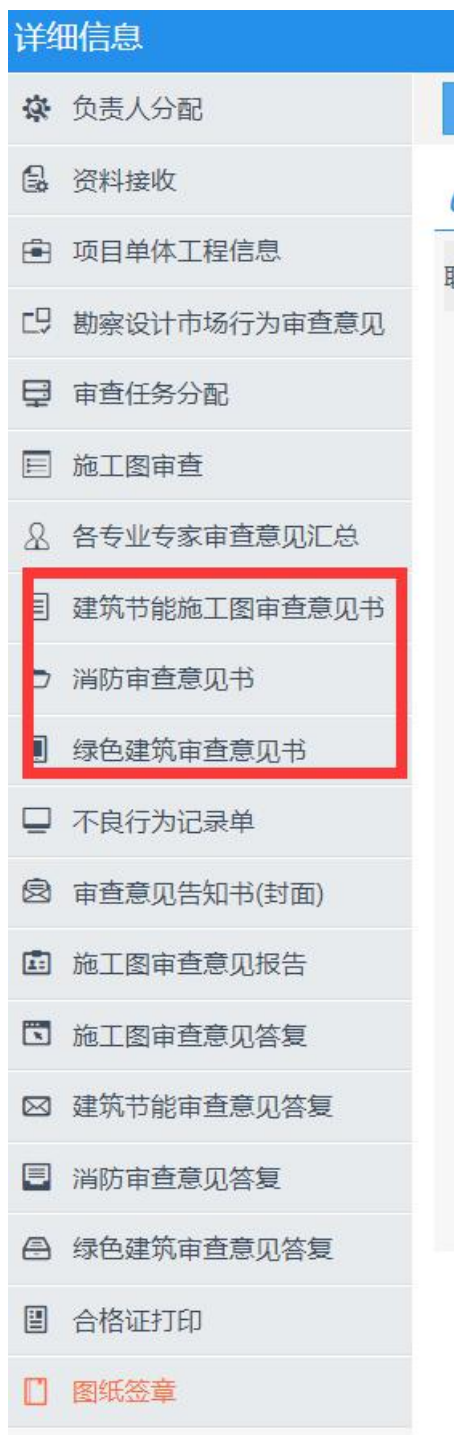 详细信息
负责人分配
资料接收
项目单体工程信息
勘察设计市场行为审查意见
审查任务分配
施工图审查
各专业专家审查意见汇总
建筑节能施工图审查意见书
消防审查意见书
绿色建筑审查意见书
不良行为记录单
审查意见告知书(封面)
施工图审查意见报告
施工图审查意见答复
建筑节能审查意见答复
消防审查意见答复
绿色建筑审查意见答复
合格证打印
图纸签章